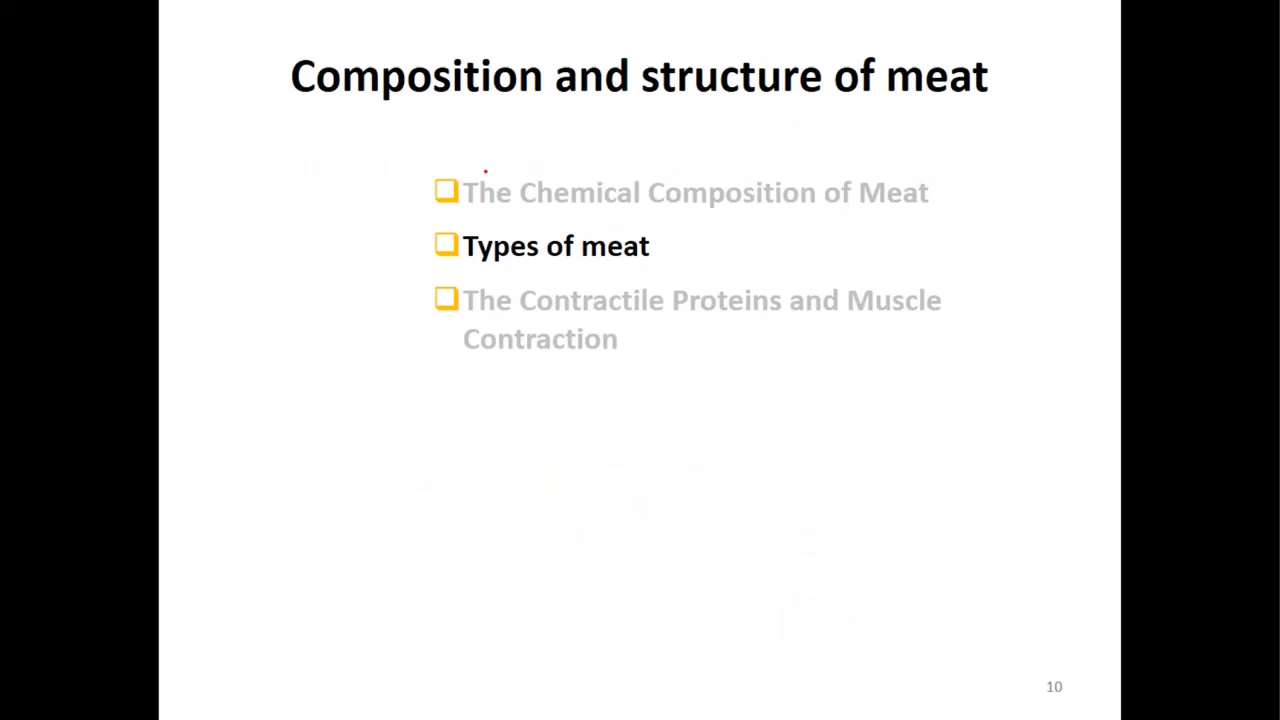 Composition and structure of meat
The Chemical Composition of Meat
Types of meat
The Contractile Proteins and Muscle
Contraction
10